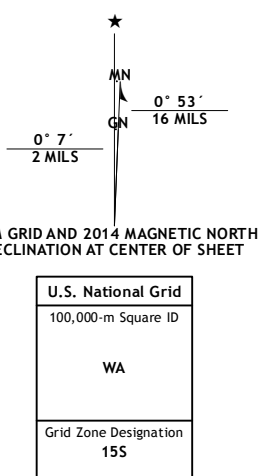 ★
MN
0° 53´
16 MILS
GN
0° 7´
2 MILS
GRID AND 2014 MAGNETIC NORTH
ECLINATION AT CENTER OF SHEET
U.S. National Grid
100,000-m Square ID
WA
Grid Zone Designation
15S